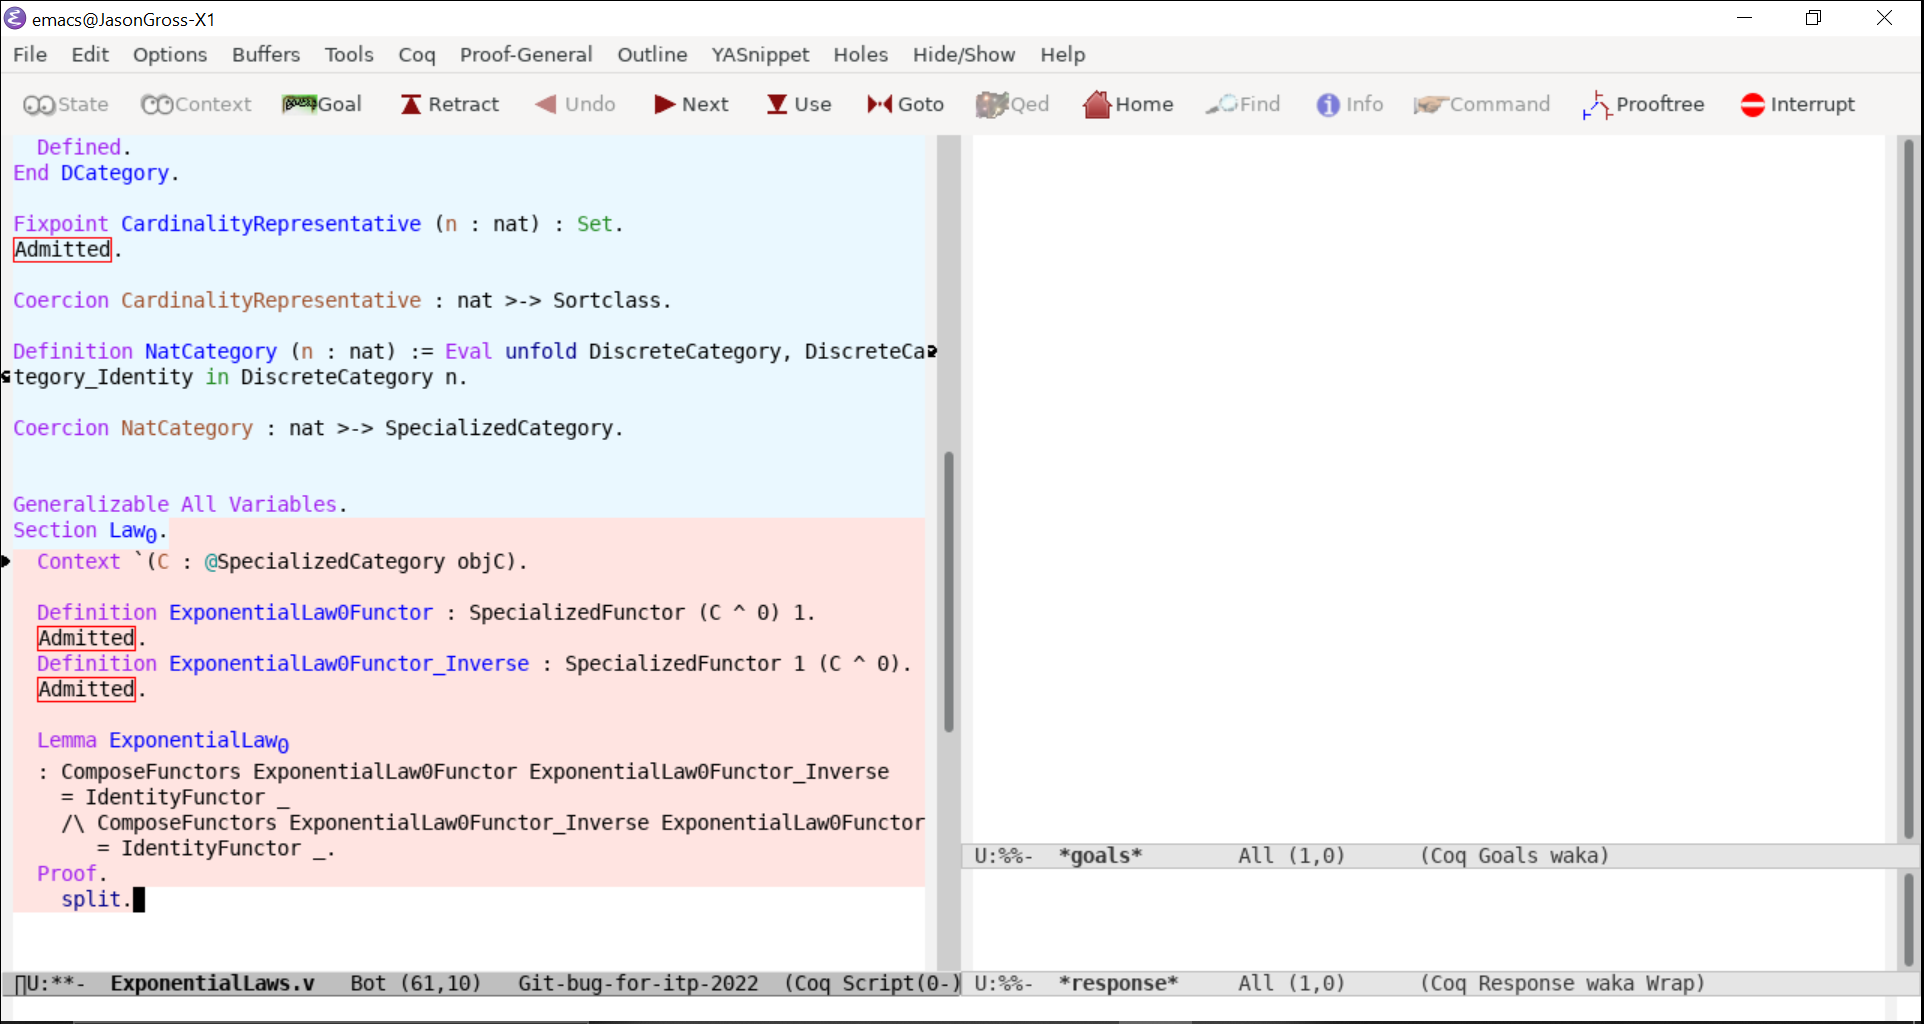 emacs@JasonGross-X1
File Edit Options Buffers Tools Coq Proof-General Outline YASnippet Holes Hide/Show Help
State Context Goal Retract Undo Next Use Goto Qed Home Find Info Command Prooftree Interrupt
Defined.
End DCategory.
Fixpoint CardinalityRepresentative (n : nat) : Set.
Admitted.
Coercion CardinalityRepresentative : nat >-> Sortclass.
Definition NatCategory (n : nat) := Eval unfold DiscreteCategory, DiscreteCa
tegory_Identity in DiscreteCategory n.
Coercion NatCategory : nat >-> SpecializedCategory.
Generalizable All Variables.
Section Law₀.
Context `(C : @SpecializedCategory objC).
Definition ExponentialLaw0Functor : SpecializedFunctor (C ^ 0) 1.
Admitted.
Definition ExponentialLaw0Functor_Inverse : SpecializedFunctor 1 (C ^ 0).
Admitted.
Lemma ExponentialLaw₀
: ComposeFunctors ExponentialLaw0Functor ExponentialLaw0Functor_Inverse
= IdentityFunctor _
/\ ComposeFunctors ExponentialLaw0Functor_Inverse ExponentialLaw0Functor
= IdentityFunctor _.
Proof.
split.
U:**- ExponentialLaws.v Bot (61,10) Git-bug-for-itp-2022 (Coq Script(0-)
U:%%- *goals* All (1,0) (Coq Goals waka)
U:%%- *response* All (1,0) (Coq Response waka Wrap)